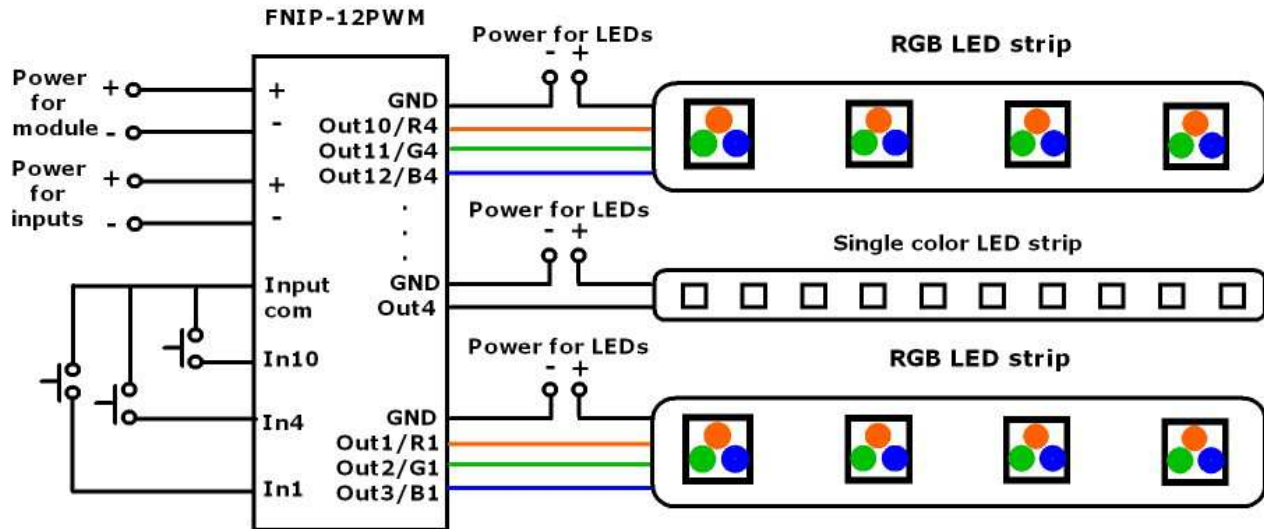 FNIP-12PWM
Power for module
+
-
Power for inputs
+
-
+
-
+
-
Input com
In10
In4
In1
GND
Out10/R4
Out11/G4
Out12/B4
.
.
.
GND
Out4
GND
Out1/R1
Out2/G1
Out3/B1
Power for LEDs
- +
RGB LED strip
Power for LEDs
- +
Single color LED strip
Power for LEDs
- +
RGB LED strip